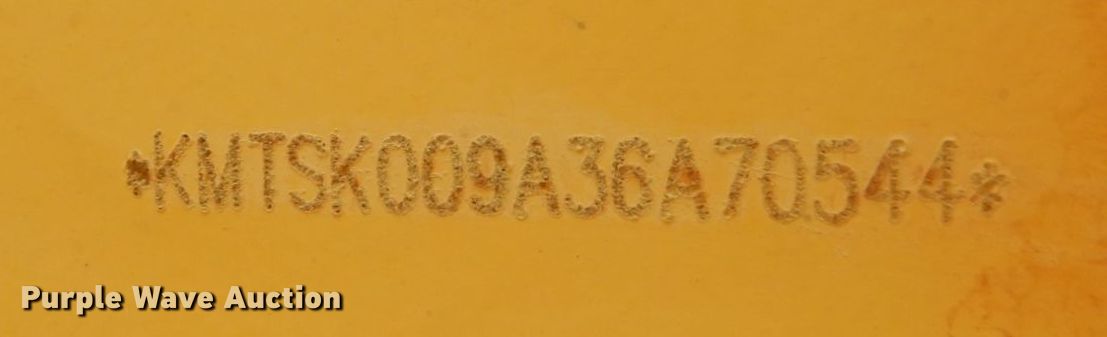 *KMTSK009A36A70544*
Purple Wave Auction